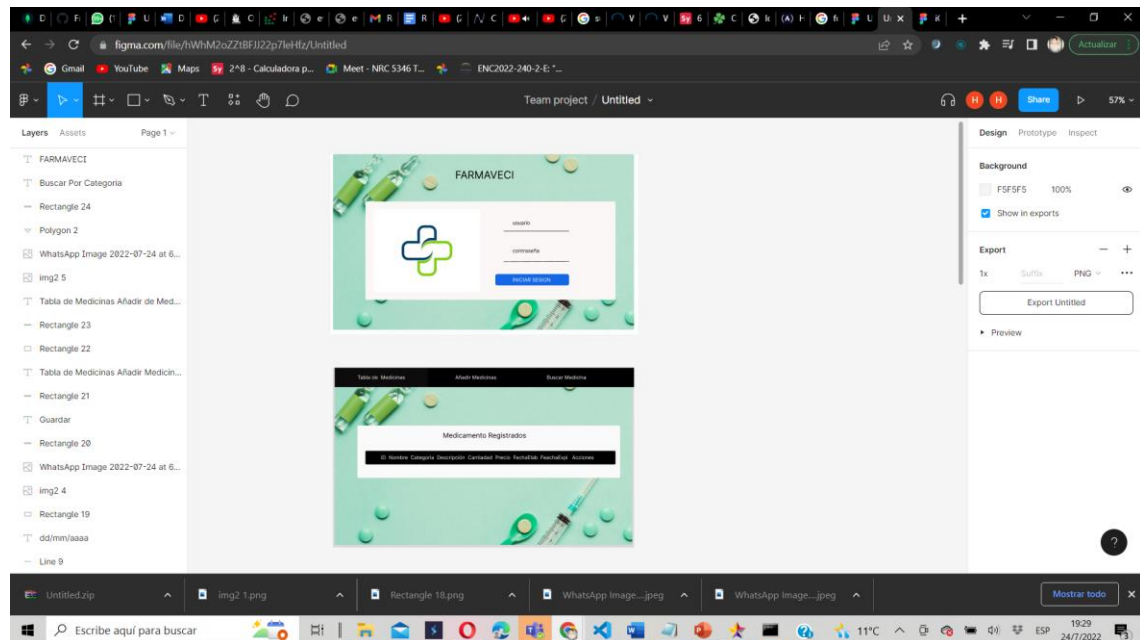 figma.com/file/hWhM2oZZtBFJJ22p7leHfz/Untitled
Actualizar
Gmail
YouTube
Maps
2^8 - Calculadora p...
Meet - NRC 5346 T...
ENC2022-240-2-E: "...
Team project / Untitled
H
H
Share
57%
Layers
Assets
Page 1
Design
Prototype
Inspect
FARMAVECI
Buscar Por Categoria
Rectangle 24
Polygon 2
WhatsApp Image 2022-07-24 at 6...
img2 5
Tabla de Medicinas Añadir de Med...
Rectangle 23
Rectangle 22
Tabla de Medicinas Añadir Medicin...
Rectangle 21
Guardar
Rectangle 20
WhatsApp Image 2022-07-24 at 6...
img2 4
Rectangle 19
dd/mm/aaaa
Line 9
FARMAVECI
usuario
contraseña
INICIAR SESION
Tabla de Medicinas
Añadir Medicinas
Buscar Medicina
Medicamento Registrados
ID Nombre Categoria Descripción Cantiadad Precio FechaElab FeachaExpi Acciones
Background
F5F5F5
100%
Show in exports
Export
1x
Suffix
PNG
Export Untitled
Preview
?
Untitled.zip
img2 1.png
Rectangle 18.png
WhatsApp Image....jpeg
WhatsApp Image....jpeg
Mostrar todo
Escribe aquí para buscar
11°C
ESP
19:29
24/7/2022